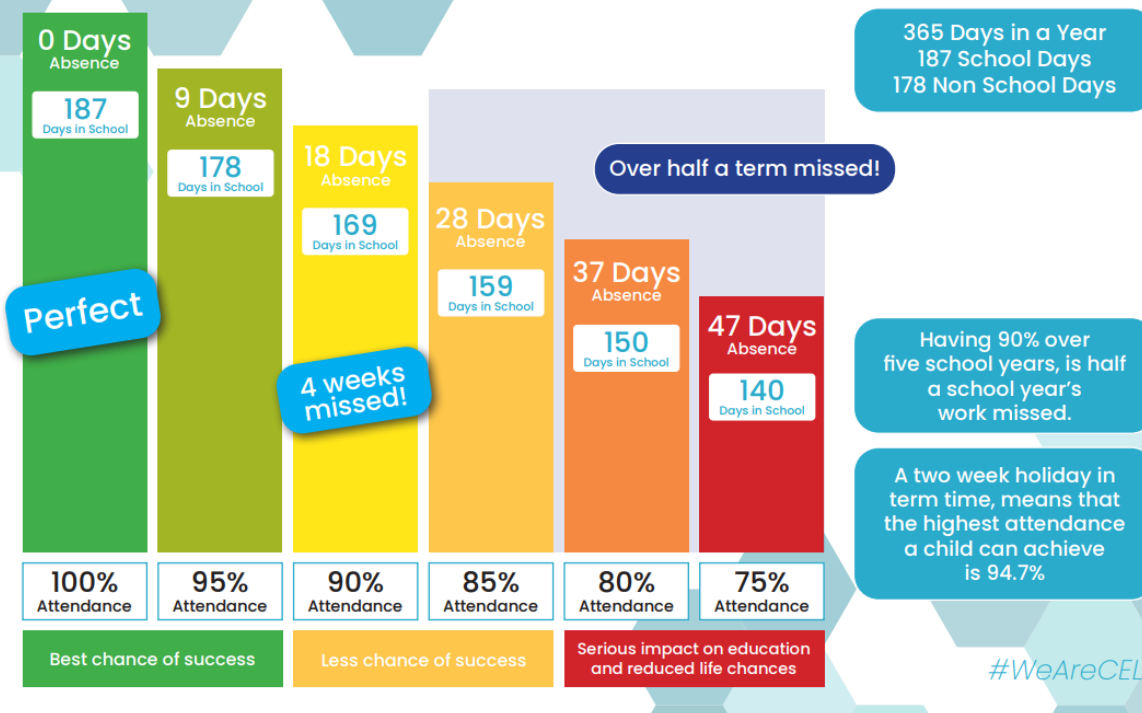 0 Days
Absence
187
Days in School
Perfect
100%
Attendance
9 Days
Absence
178
Days in School
95%
Attendance
18 Days
Absence
169
Days in School
4 weeks
missed!
90%
Attendance
28 Days
Absence
159
Days in School
85%
Attendance
37 Days
Absence
150
Days in School
80%
Attendance
47 Days
Absence
140
Days in School
75%
Attendance
Over half a term missed!
Best chance of success
Less chance of success
Serious impact on education
and reduced life chances
365 Days in a Year
187 School Days
178 Non School Days
Having 90% over
five school years, is half
a school year's
work missed.
A two week holiday in
term time, means that
the highest attendance
a child can achieve
is 94.7%
#WeAreCEL